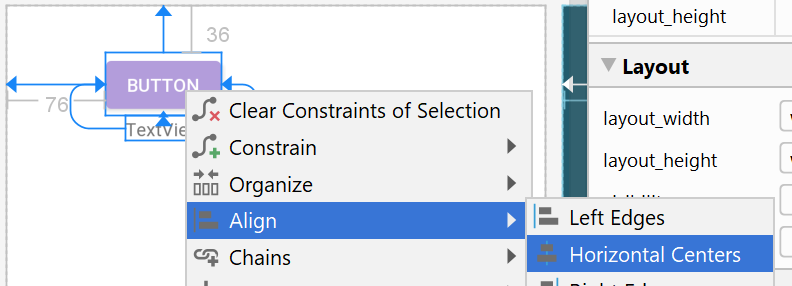 layout_height
36
Layout
BUTTON
76
TextVie
Clear Constraints of Selection
layout_width
Constrain
layout_height
Organize
Align
Left Edges
Chains
Horizontal Centers